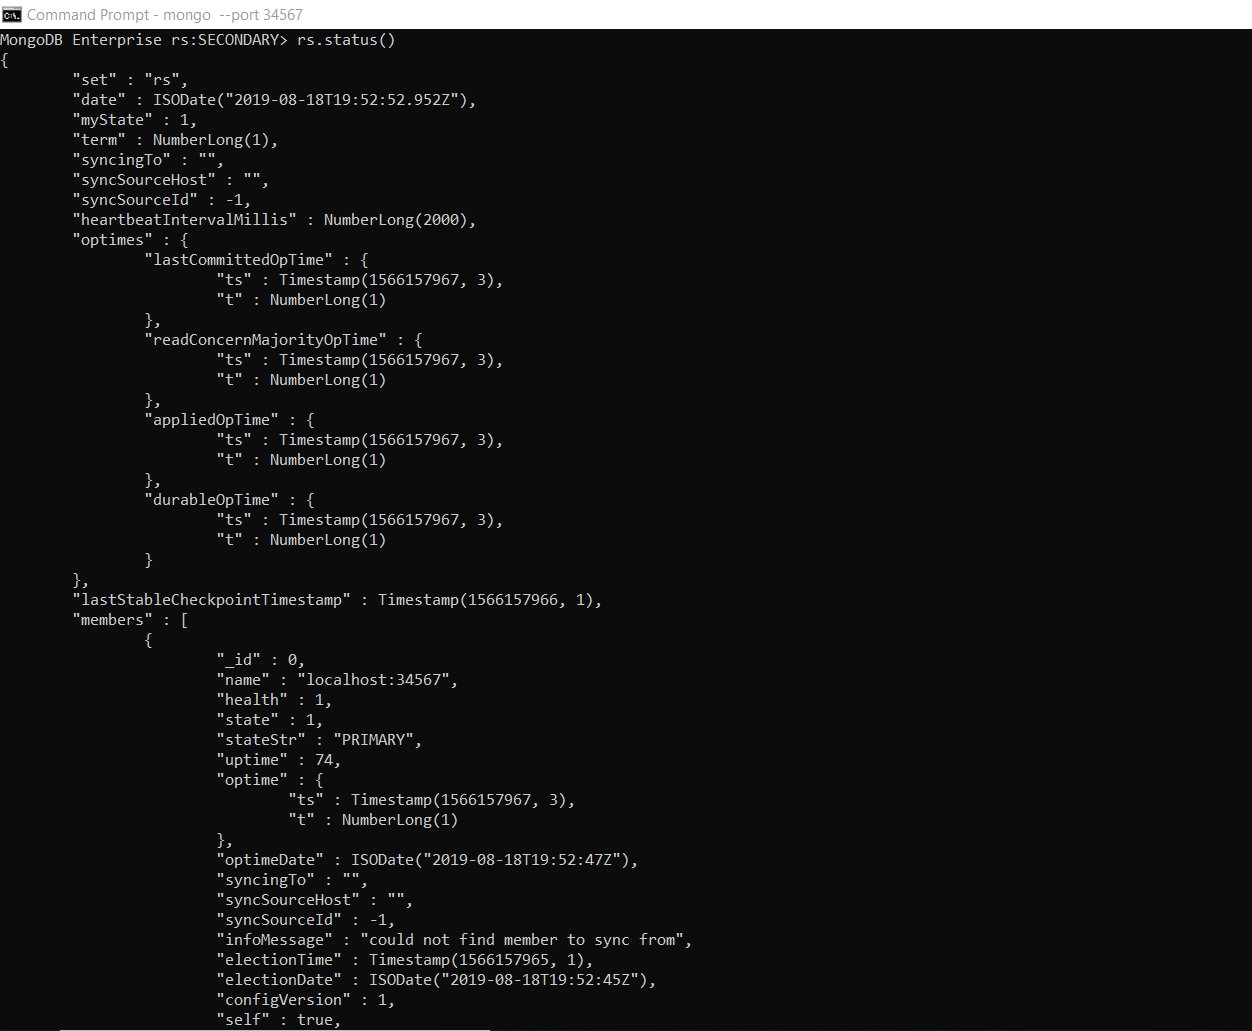 Command Prompt - mongo  --port 34567
MongoDB Enterprise rs:SECONDARY> rs.status()
{
        "set" : "rs",
        "date" : ISODate("2019-08-18T19:52:52.952Z"),
        "myState" : 1,
        "term" : NumberLong(1),
        "syncingTo" : "",
        "syncSourceHost" : "",
        "syncSourceId" : -1,
        "heartbeatIntervalMillis" : NumberLong(2000),
        "optimes" : {
                "lastCommittedOpTime" : {
                        "ts" : Timestamp(1566157967, 3),
                        "t" : NumberLong(1)
                },
                "readConcernMajorityOpTime" : {
                        "ts" : Timestamp(1566157967, 3),
                        "t" : NumberLong(1)
                },
                "appliedOpTime" : {
                        "ts" : Timestamp(1566157967, 3),
                        "t" : NumberLong(1)
                },
                "durableOpTime" : {
                        "ts" : Timestamp(1566157967, 3),
                        "t" : NumberLong(1)
                }
        },
        "lastStableCheckpointTimestamp" : Timestamp(1566157966, 1),
        "members" : [
                {
                        "_id" : 0,
                        "name" : "localhost:34567",
                        "health" : 1,
                        "state" : 1,
                        "stateStr" : "PRIMARY",
                        "uptime" : 74,
                        "optime" : {
                                "ts" : Timestamp(1566157967, 3),
                                "t" : NumberLong(1)
                        },
                        "optimeDate" : ISODate("2019-08-18T19:52:47Z"),
                        "syncingTo" : "",
                        "syncSourceHost" : "",
                        "syncSourceId" : -1,
                        "infoMessage" : "could not find member to sync from",
                        "electionTime" : Timestamp(1566157965, 1),
                        "electionDate" : ISODate("2019-08-18T19:52:45Z"),
                        "configVersion" : 1,
                        "self" : true,